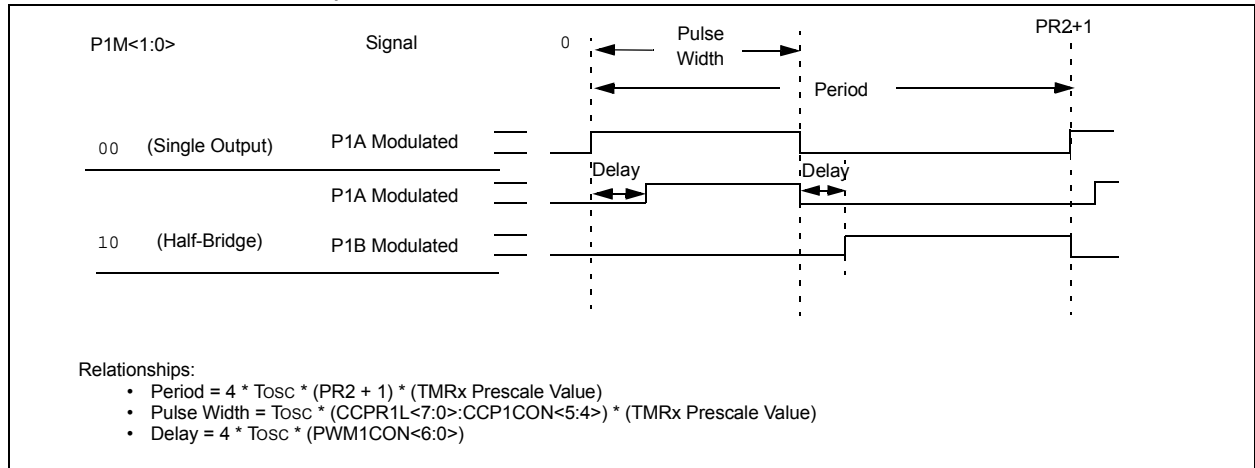 P1M<1:0> Signal 0 Pulse Width PR2+1
Period
00 (Single Output) P1A Modulated
Delay Delay
P1A Modulated
10 (Half-Bridge) P1B Modulated
Relationships:
• Period = 4 * Tosc * (PR2 + 1) * (TMRx Prescale Value)
• Pulse Width = Tosc * (CCPR1L<7:0>:CCP1CON<5:4>) * (TMRx Prescale Value)
• Delay = 4 * Tosc * (PWM1CON<6:0>)